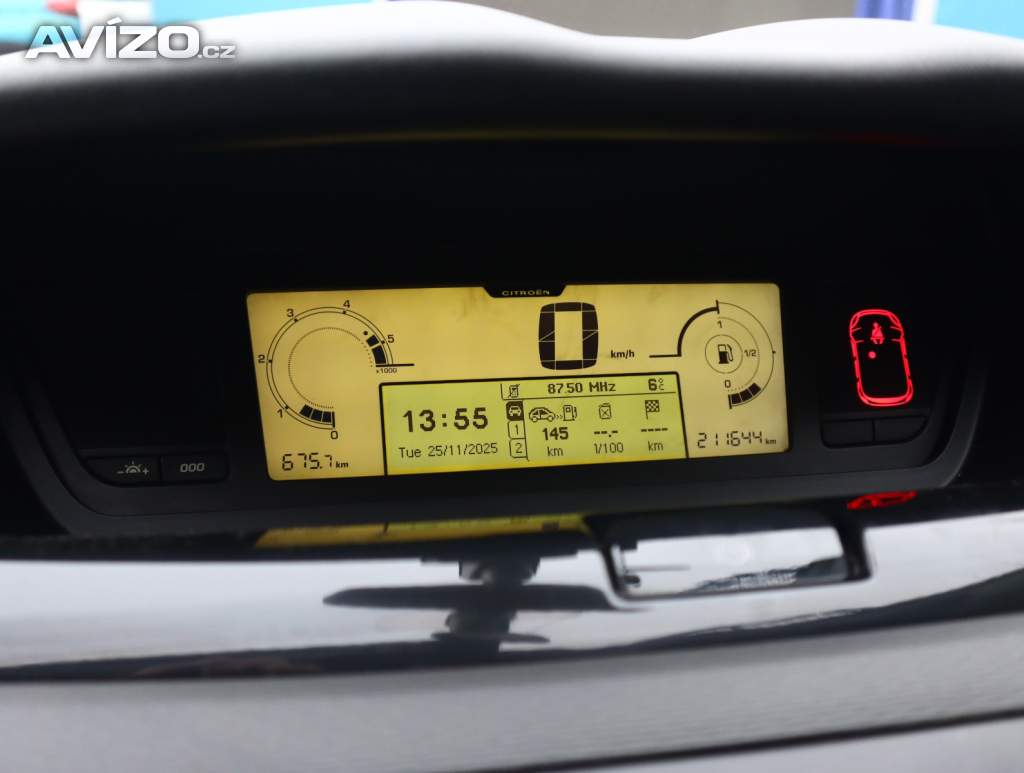 AVÍZO.cz
CITROËN
4
3
5
2
x1000
1
0
0
km/h
1
1/2
0
87.50 MHz 6°C
13:55
1
145 --.- ----
Tue 25/11/2025
2
km l/100 km
675.7 km
211644 km
- +
000